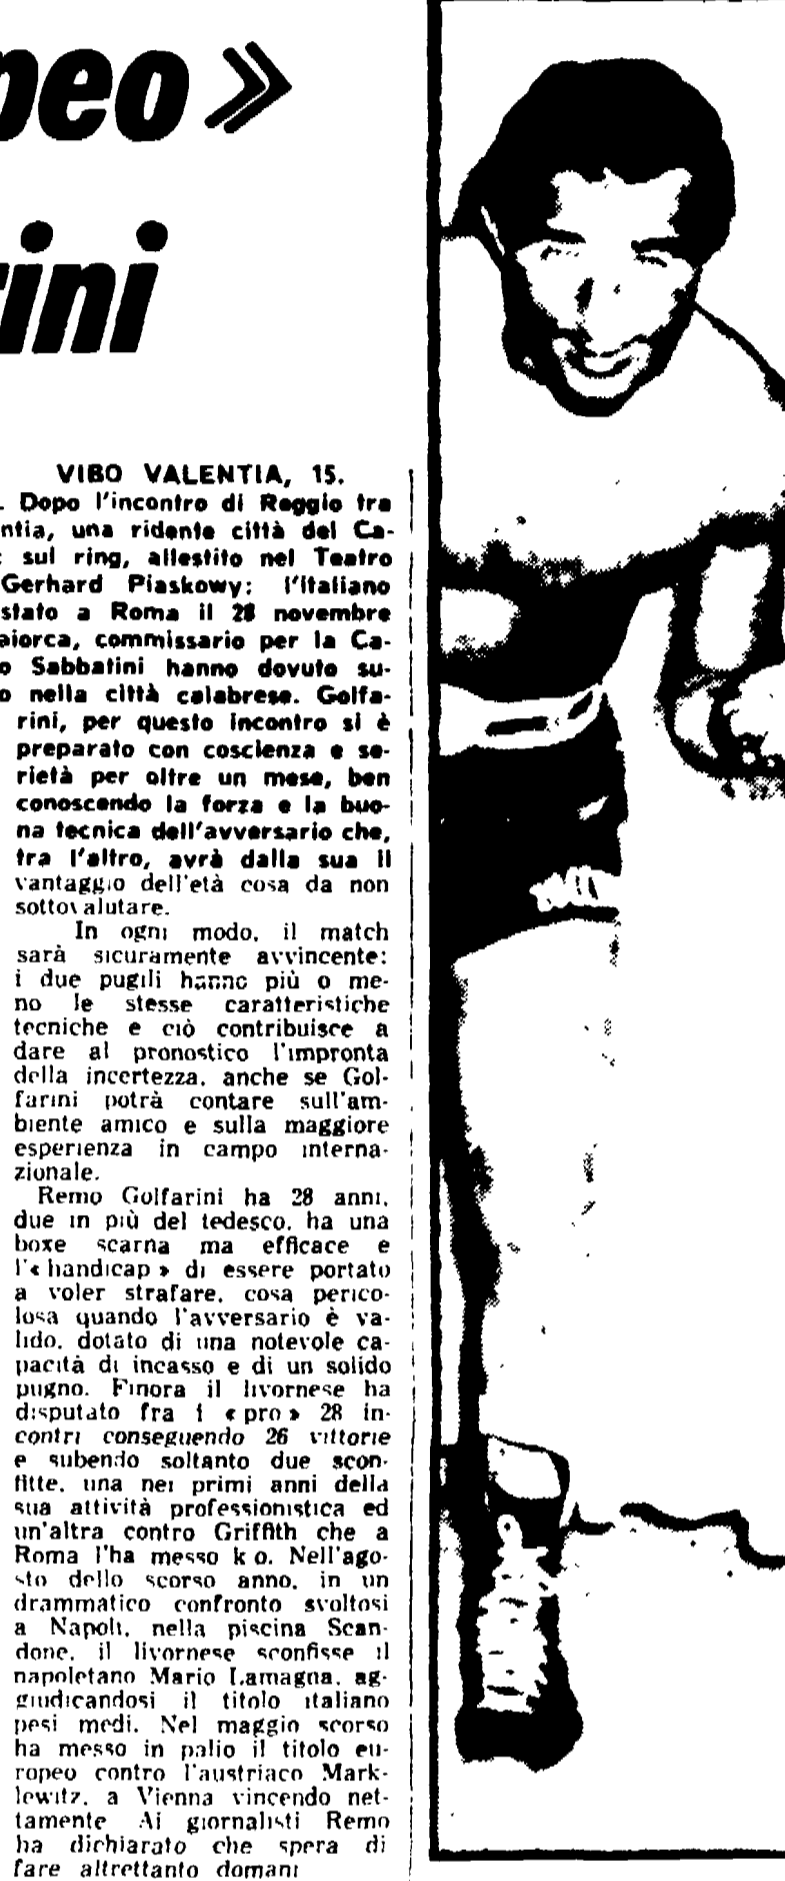 peo»
rini
VIBO VALENTIA, 15.
. Dopo l'incontro di Reggio tra
ntia, una ridente città del Ca-
: sul ring, allestito nel Teatro
Gerhard Piaskowy: l'italiano
stato a Roma il 28 novembre
aiorca, commissario per la Ca-
o Sabbatini hanno dovuto su-
o nella città calabrese. Golfa-
rini, per questo incontro si è
preparato con coscienza e se-
rietà per oltre un mese, ben
conoscendo la forza e la buo-
na tecnica dell'avversario che,
tra l'altro, avrà dalla sua il
vantaggio dell'età cosa da non
sottovalutare.
In ogni modo, il match
sarà sicuramente avvincente:
i due pugili hanno più o me-
no le stesse caratteristiche
tecniche e ciò contribuisce a
dare al pronostico l'impronta
della incertezza, anche se Gol-
farini potrà contare sull'am-
biente amico e sulla maggiore
esperienza in campo interna-
zionale.
Remo Golfarini ha 28 anni,
due in più del tedesco, ha una
boxe scarna ma efficace e
l'« handicap » di essere portato
a voler strafare, cosa perico-
losa quando l'avversario è va-
lido, dotato di una notevole ca-
pacità di incasso e di un solido
pugno. Finora il livornese ha
disputato fra i « pro » 28 in-
contri conseguendo 26 vittorie
e subendo soltanto due scon-
fitte, una nei primi anni della
sua attività professionistica ed
un'altra contro Griffith che a
Roma l'ha messo k o. Nell'ago-
sto dello scorso anno, in un
drammatico confronto svoltosi
a Napoli, nella piscina Scan-
done, il livornese sconfisse il
napoletano Mario Lamagna, ag-
giudicandosi il titolo italiano
pesi medi. Nel maggio scorso
ha messo in palio il titolo eu-
ropeo contro l'austriaco Mark-
lewitz, a Vienna vincendo net-
tamente Ai giornalisti Remo
ha dichiarato che spera di
fare altrettanto domani